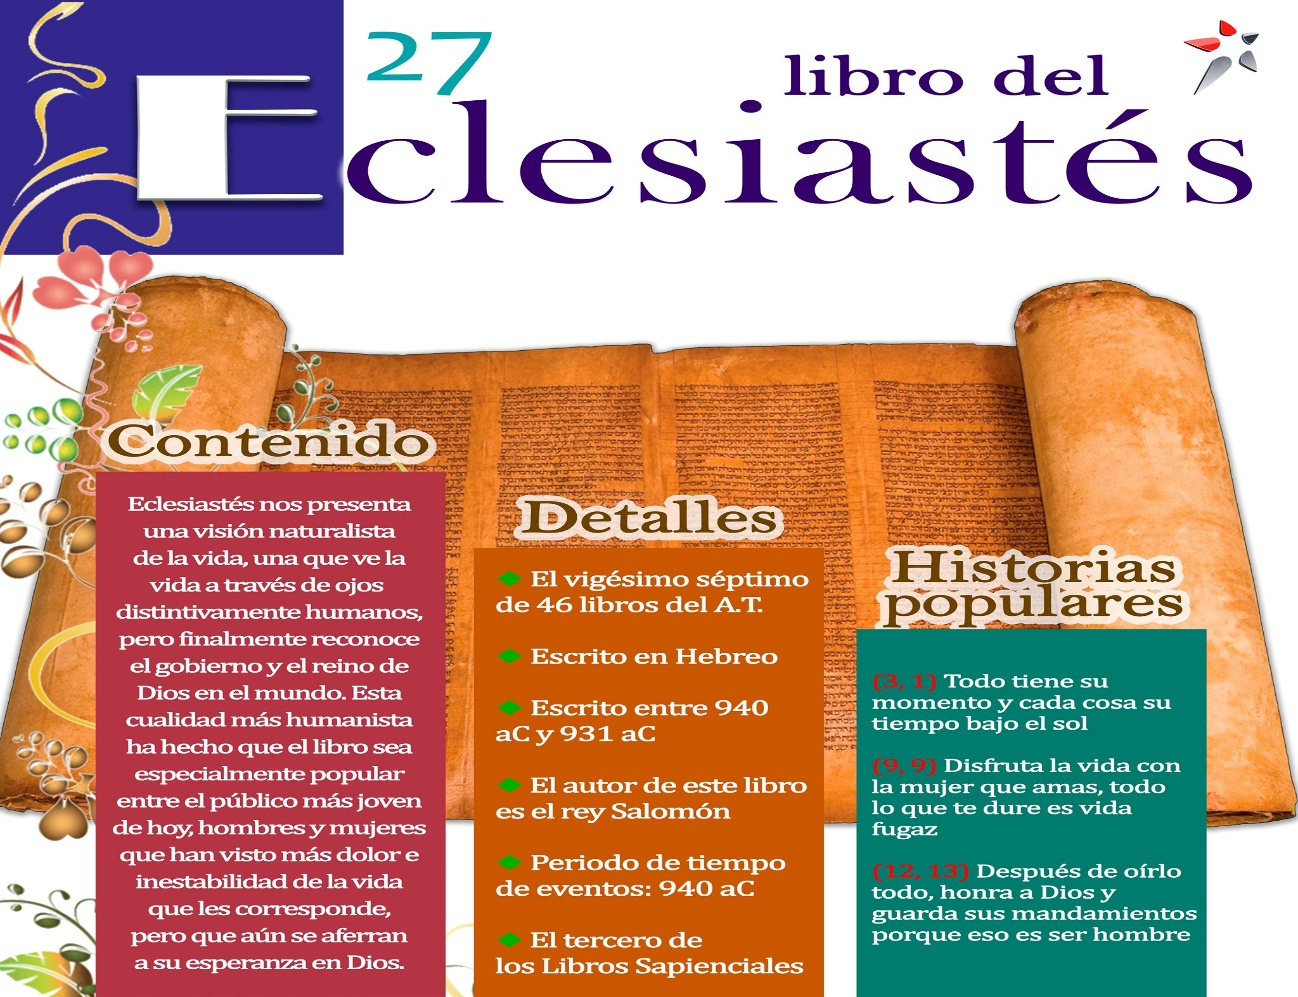 27
libro del
Eclesiastés
Contenido
Eclesiastés nos presenta
una visión naturalista
de la vida, una que ve la
vida a través de ojos
distintivamente humanos,
pero finalmente reconoce
el gobierno y el reino de
Dios en el mundo. Esta
cualidad más humanista
ha hecho que el libro sea
especialmente popular
entre el público más joven
de hoy, hombres y mujeres
que han visto más dolor e
inestabilidad de la vida
que les corresponde,
pero que aún se aferran
a su esperanza en Dios.
Detalles
El vigésimo séptimo
de 46 libros del A.T.
Escrito en Hebreo
Escrito entre 940
aC y 931 aC
El autor de este libro
es el rey Salomón
Periodo de tiempo
de eventos: 940 aC
El tercero de
los Libros Sapienciales
Historias
populares
(3, 1) Todo tiene su
momento y cada cosa su
tiempo bajo el sol
(9, 9) Disfruta la vida con
la mujer que amas, todo
lo que te dure es vida
fugaz
(12, 13) Después de oírlo
todo, honra a Dios y
guarda sus mandamientos
porque eso es ser hombre